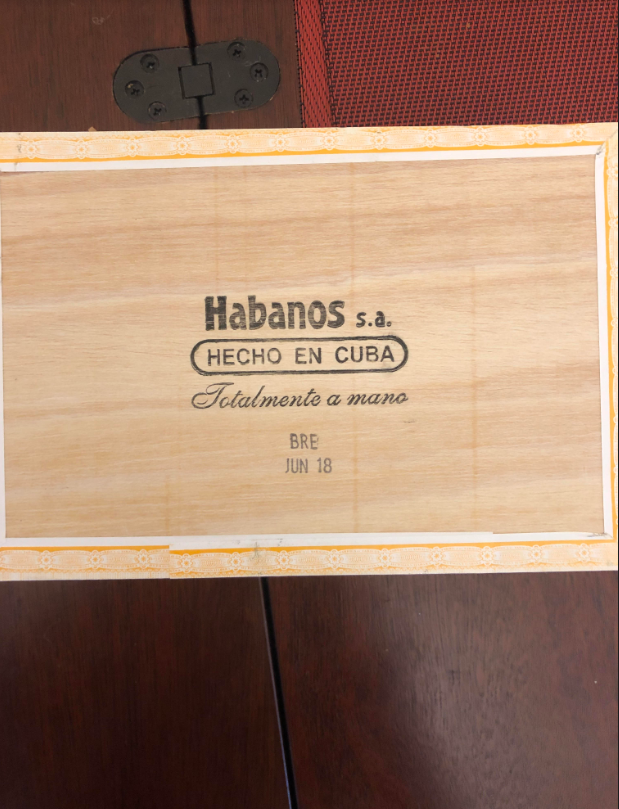 Habanos s.a.
HECHO EN CUBA
Totalmente a mano
BRE
JUN 18